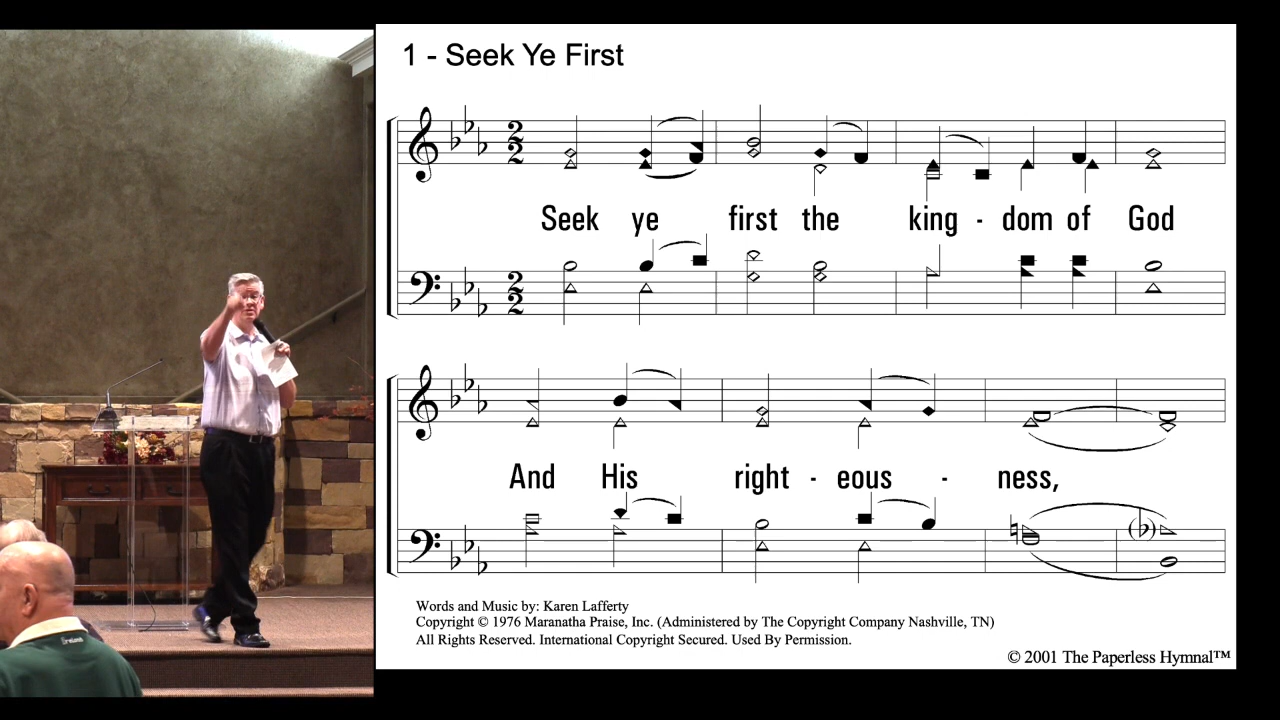 1 - Seek Ye First
Seek ye first the king - dom of God
And His right - eous - ness,
Words and Music by: Karen Lafferty
Copyright © 1976 Maranatha Praise, Inc. (Administered by The Copyright Company Nashville, TN)
All Rights Reserved. International Copyright Secured. Used By Permission.
© 2001 The Paperless Hymnal™